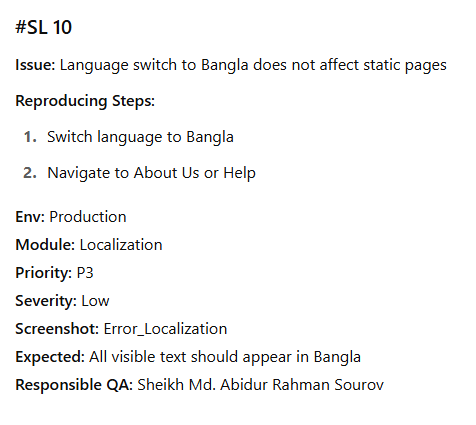 #SL 10
Issue: Language switch to Bangla does not affect static pages
Reproducing Steps:
1. Switch language to Bangla
2. Navigate to About Us or Help
Env: Production
Module: Localization
Priority: P3
Severity: Low
Screenshot: Error_Localization
Expected: All visible text should appear in Bangla
Responsible QA: Sheikh Md. Abidur Rahman Sourov